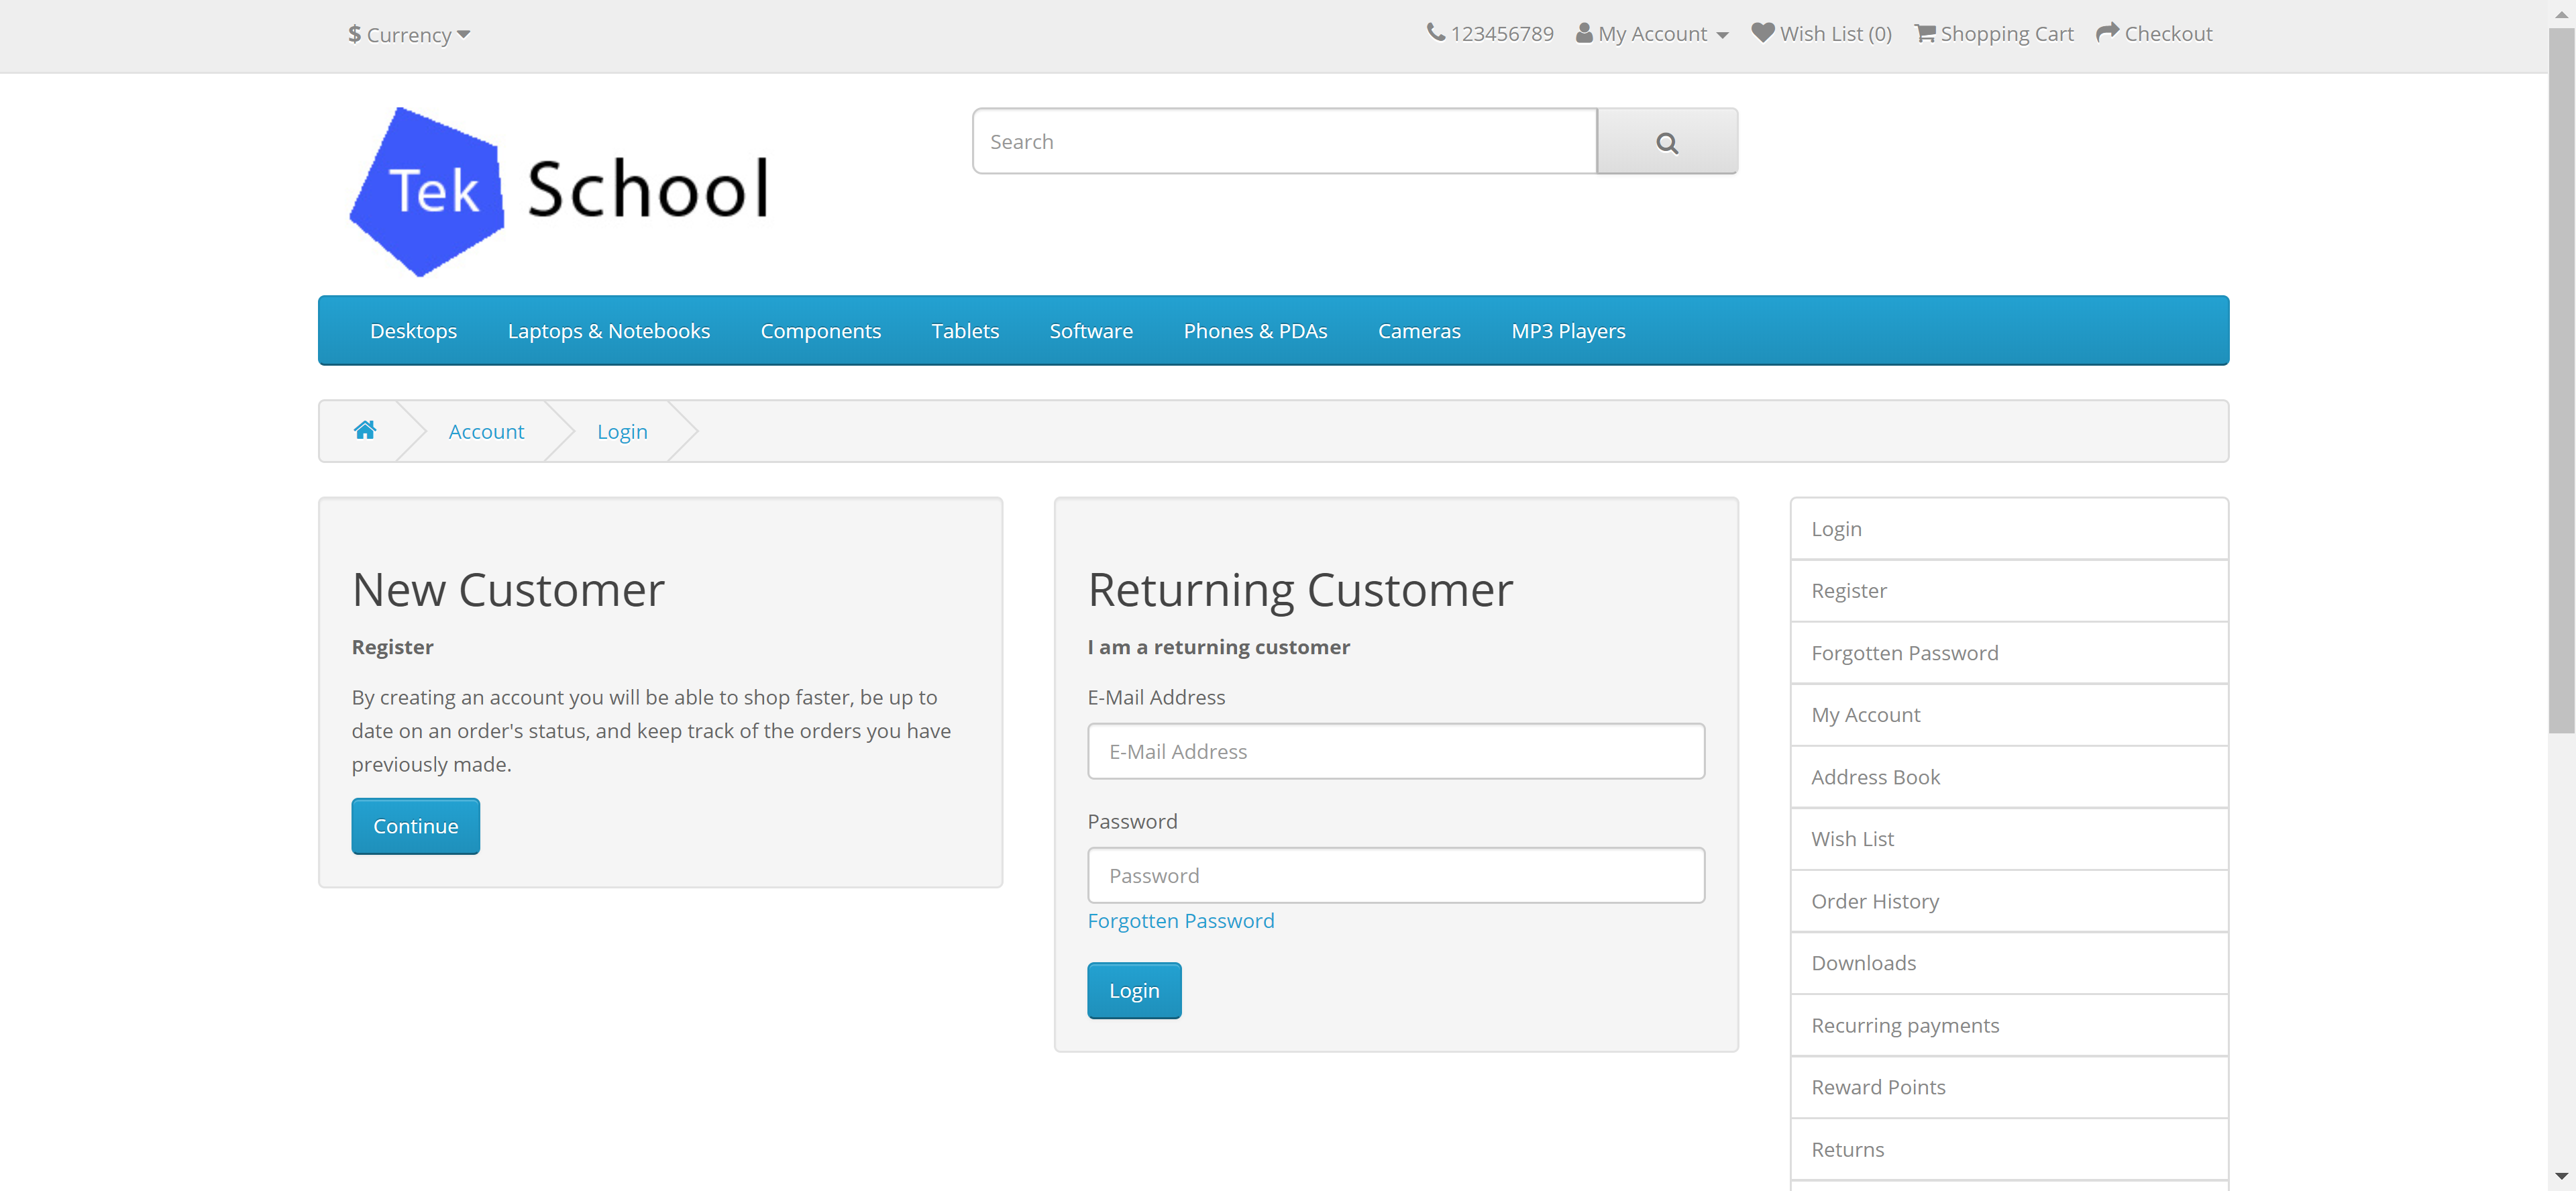 $ Currency
123456789 My Account Wish List (0) Shopping Cart Checkout
Tek School
Search
Desktops Laptops & Notebooks Components Tablets Software Phones & PDAs Cameras MP3 Players
Account Login
New Customer
Register
By creating an account you will be able to shop faster, be up to
date on an order's status, and keep track of the orders you have
previously made.
Continue
Returning Customer
I am a returning customer
E-Mail Address
E-Mail Address
Password
Password
Forgotten Password
Login
Login
Register
Forgotten Password
My Account
Address Book
Wish List
Order History
Downloads
Recurring payments
Reward Points
Returns